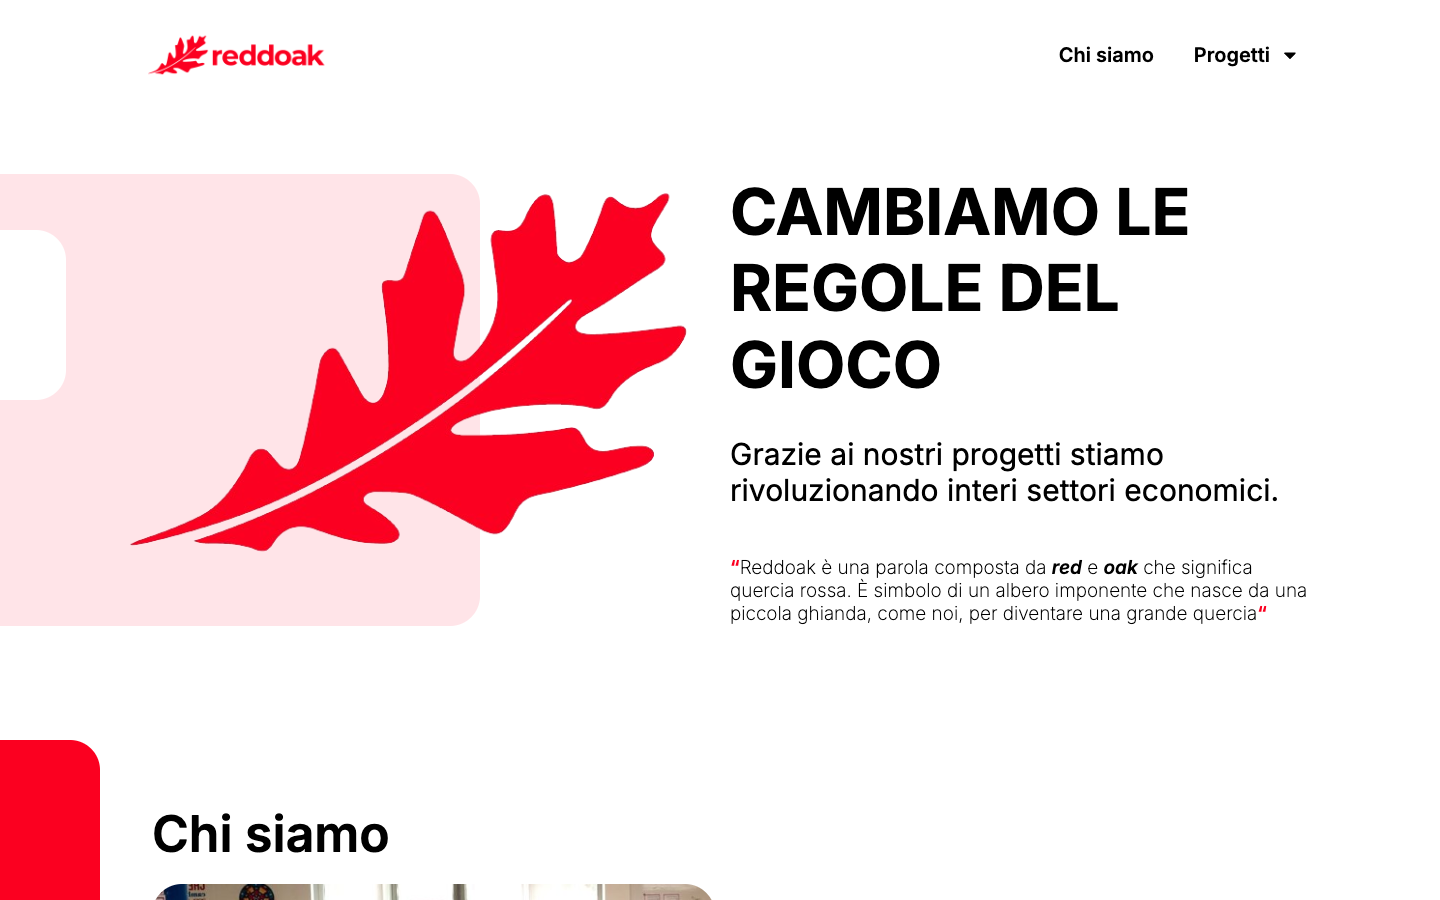 reddoak
Chi siamo
Progetti
CAMBIAMO LE
REGOLE DEL
GIOCO
Grazie ai nostri progetti stiamo
rivoluzionando interi settori economici.
“Reddoak è una parola composta da red e oak che significa
quercia rossa. È simbolo di un albero imponente che nasce da una
piccola ghianda, come noi, per diventare una grande quercia“
Chi siamo